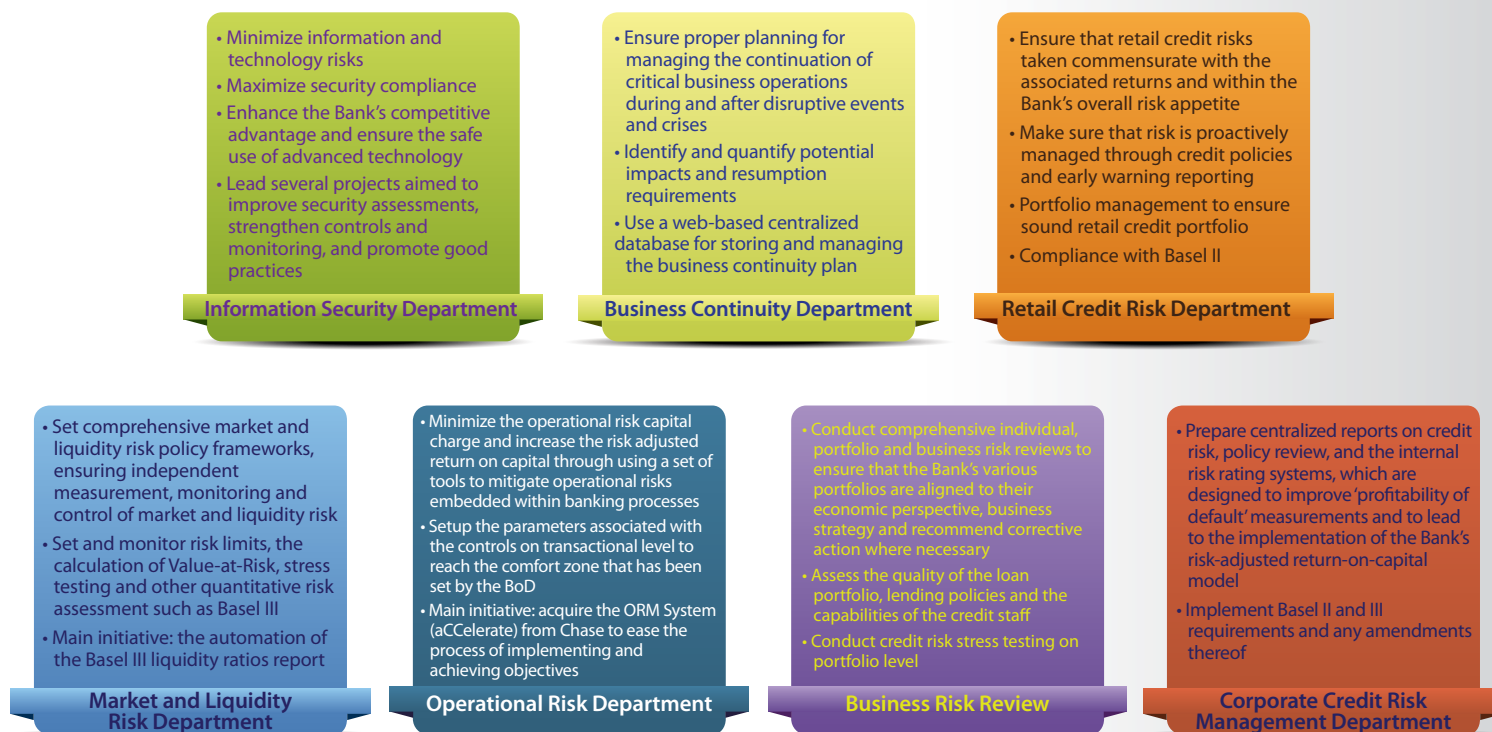 • Minimize information and
technology risks
• Maximize security compliance
• Enhance the Bank's competitive
advantage and ensure the safe
use of advanced technology
• Lead several projects aimed to
improve security assessments,
strengthen controls and
monitoring, and promote good
practices
Information Security Department
• Ensure proper planning for
managing the continuation of
critical business operations
during and after disruptive events
and crises
• Identify and quantify potential
impacts and resumption
requirements
• Use a web-based centralized
database for storing and managing
the business continuity plan
Business Continuity Department
• Ensure that retail credit risks
taken commensurate with the
associated returns and within the
Bank's overall risk appetite
• Make sure that risk is proactively
managed through credit policies
and early warning reporting
• Portfolio management to ensure
sound retail credit portfolio
• Compliance with Basel II
Retail Credit Risk Department
• Set comprehensive market and
liquidity risk policy frameworks,
ensuring independent
measurement, monitoring and
control of market and liquidity risk
• Set and monitor risk limits, the
calculation of Value-at-Risk, stress
testing and other quantitative risk
assessment such as Basel III
• Main initiative: the automation of
the Basel III liquidity ratios report
Market and Liquidity
Risk Department
• Minimize the operational risk capital
charge and increase the risk adjusted
return on capital through using a set of
tools to mitigate operational risks
embedded within banking processes
• Setup the parameters associated with
the controls on transactional level to
reach the comfort zone that has been
set by the BoD
• Main initiative: acquire the ORM System
(aCCelerate) from Chase to ease the
process of implementing and
achieving objectives
Operational Risk Department
• Conduct comprehensive individual,
portfolio and business risk reviews to
ensure that the Bank's various
portfolios are aligned to their
economic perspective, business
strategy and recommend corrective
action where necessary
• Assess the quality of the loan
portfolio, lending policies and the
capabilities of the credit staff
• Conduct credit risk stress testing on
portfolio level
Business Risk Review
• Prepare centralized reports on credit
risk, policy review, and the internal
risk rating systems, which are
designed to improve 'profitability of
default' measurements and to lead
to the implementation of the Bank's
risk-adjusted return-on-capital
model
• Implement Basel II and III
requirements and any amendments
thereof
Corporate Credit Risk
Management Department